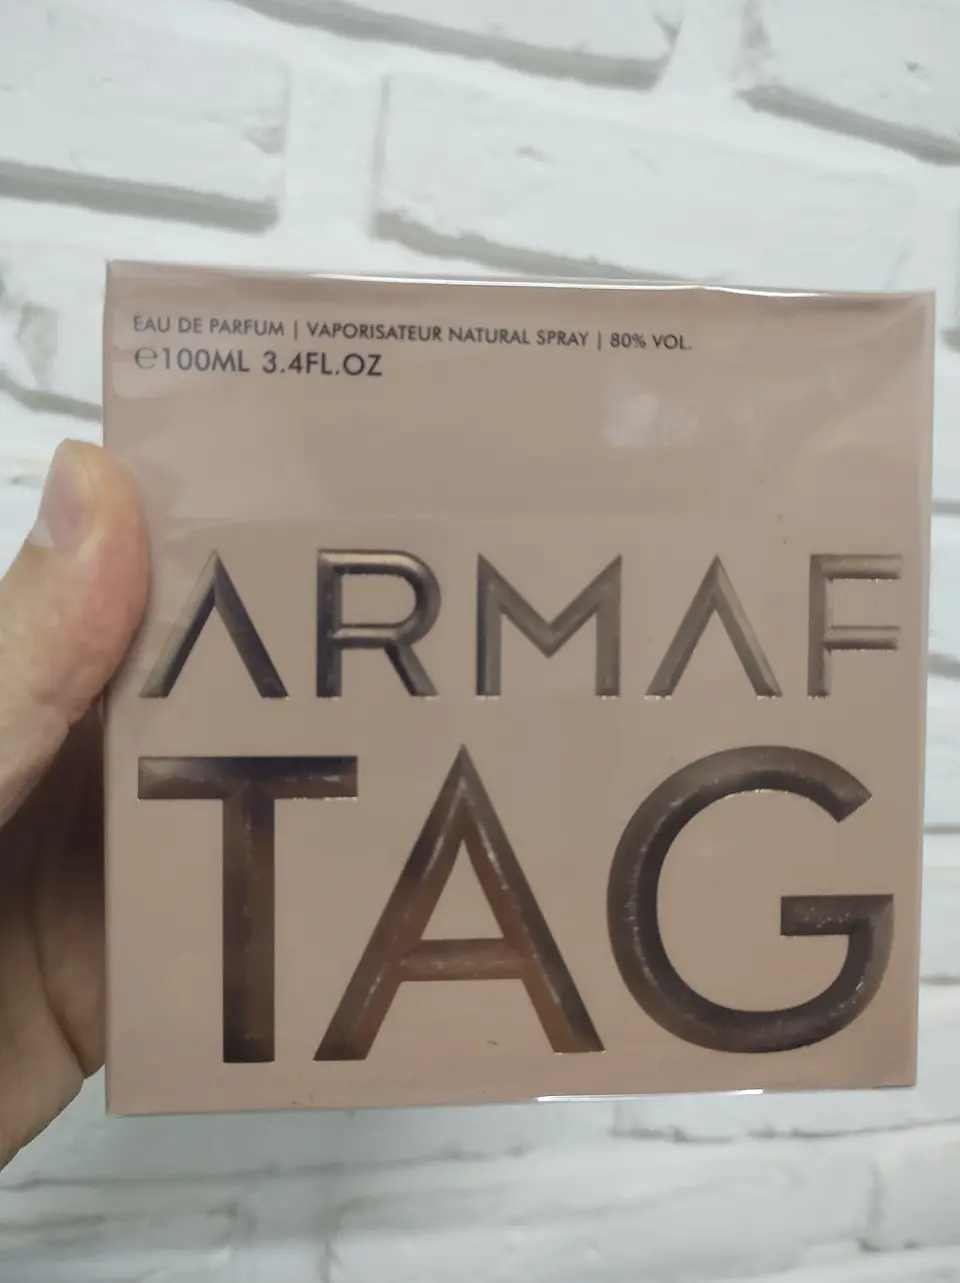 EAU DE PARFUM | VAPORISATEUR NATURAL SPRAY | 80% VOL.
℮100ML 3.4FL.OZ
ARMAF
TAG